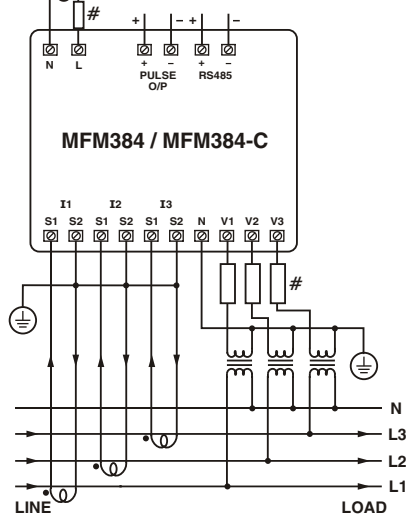 #
+ − + −
N L + − + −
PULSE RS485
O/P
MFM384 / MFM384-C
I1 I2 I3
S1 S2 S1 S2 S1 S2 N V1 V2 V3
#
N
L3
L2
L1
LINE LOAD